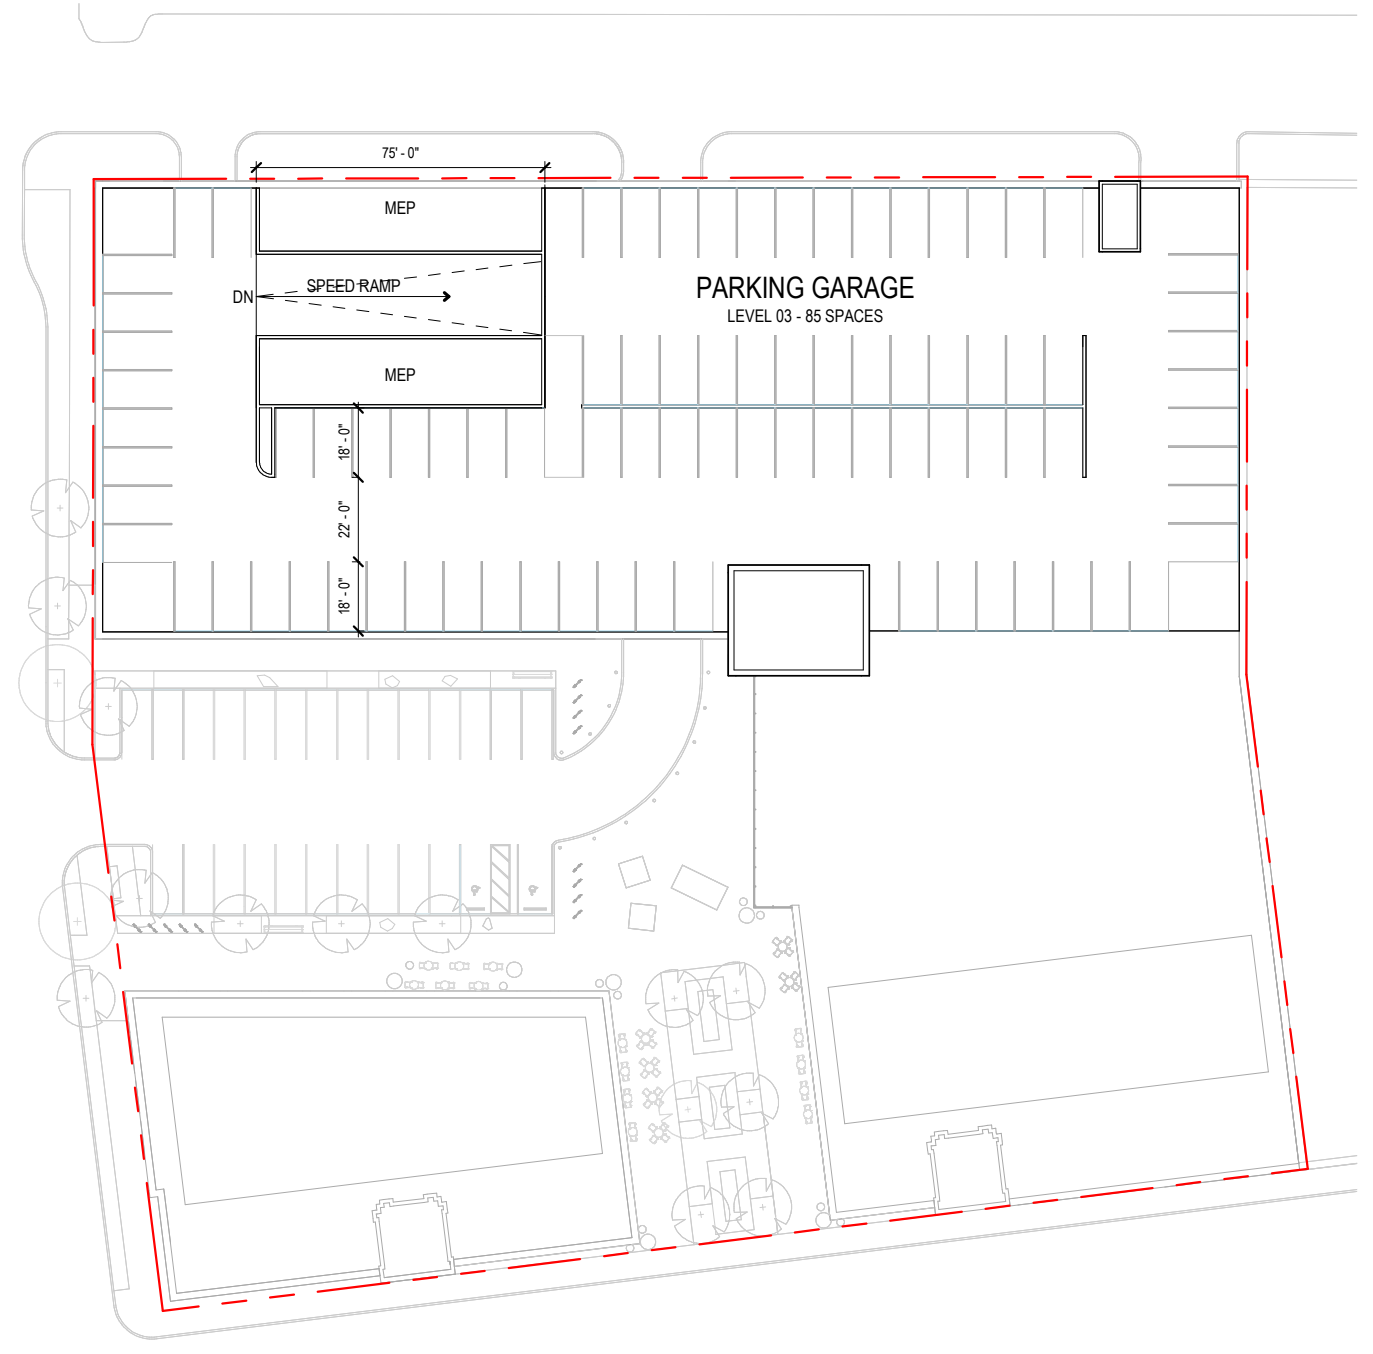 75' - 0"
MEP
SPEED RAMP
DN
PARKING GARAGE
LEVEL 03 - 85 SPACES
MEP
18' - 0"
22' - 0"
18' - 0"